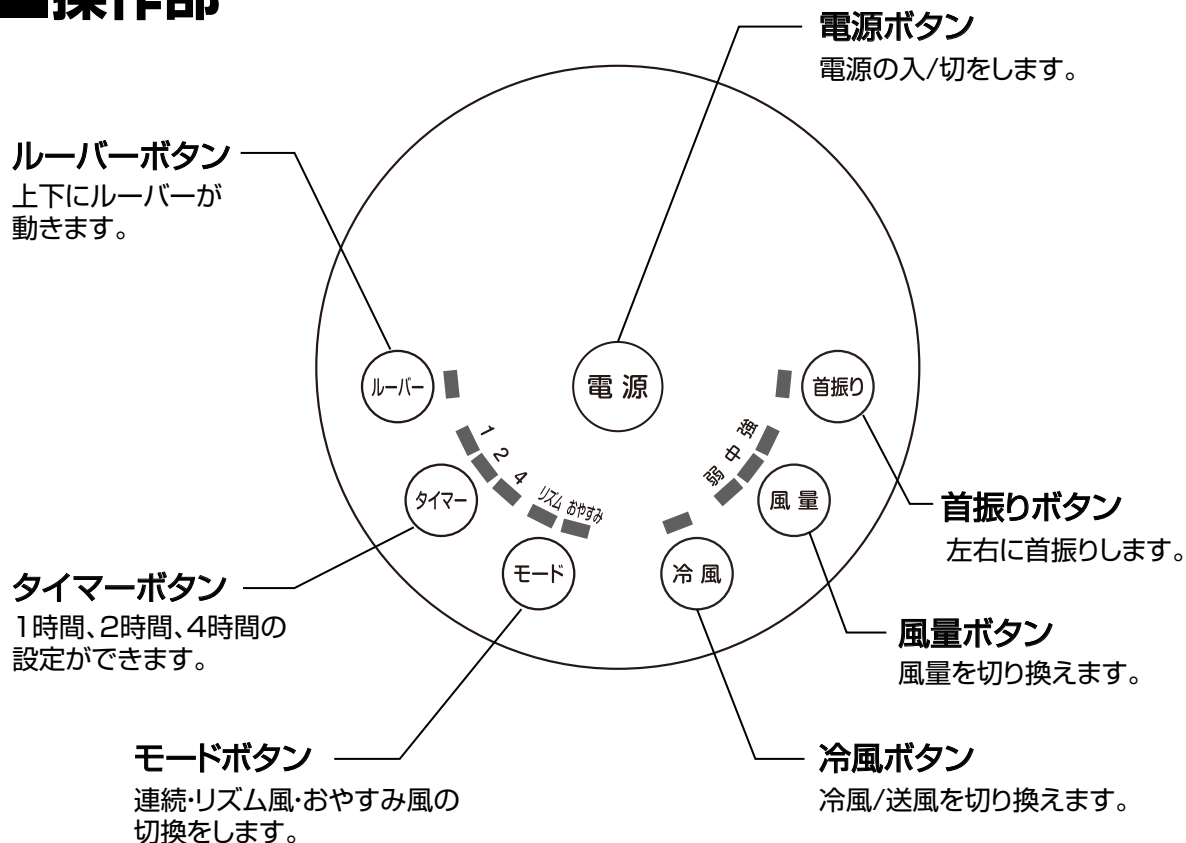 ■操作部
電源ボタン
電源の入/切をします。
ルーバーボタン
上下にルーバーが
動きます。
ルーバー
電源
首振り
1
2
4
リズム
おやすみ
弱
中
強
タイマー
風量
モード
冷風
首振りボタン
左右に首振りします。
タイマーボタン
1時間、2時間、4時間の
設定ができます。
風量ボタン
風量を切り換えます。
モードボタン
連続・リズム風・おやすみ風の
切換をします。
冷風ボタン
冷風/送風を切り換えます。